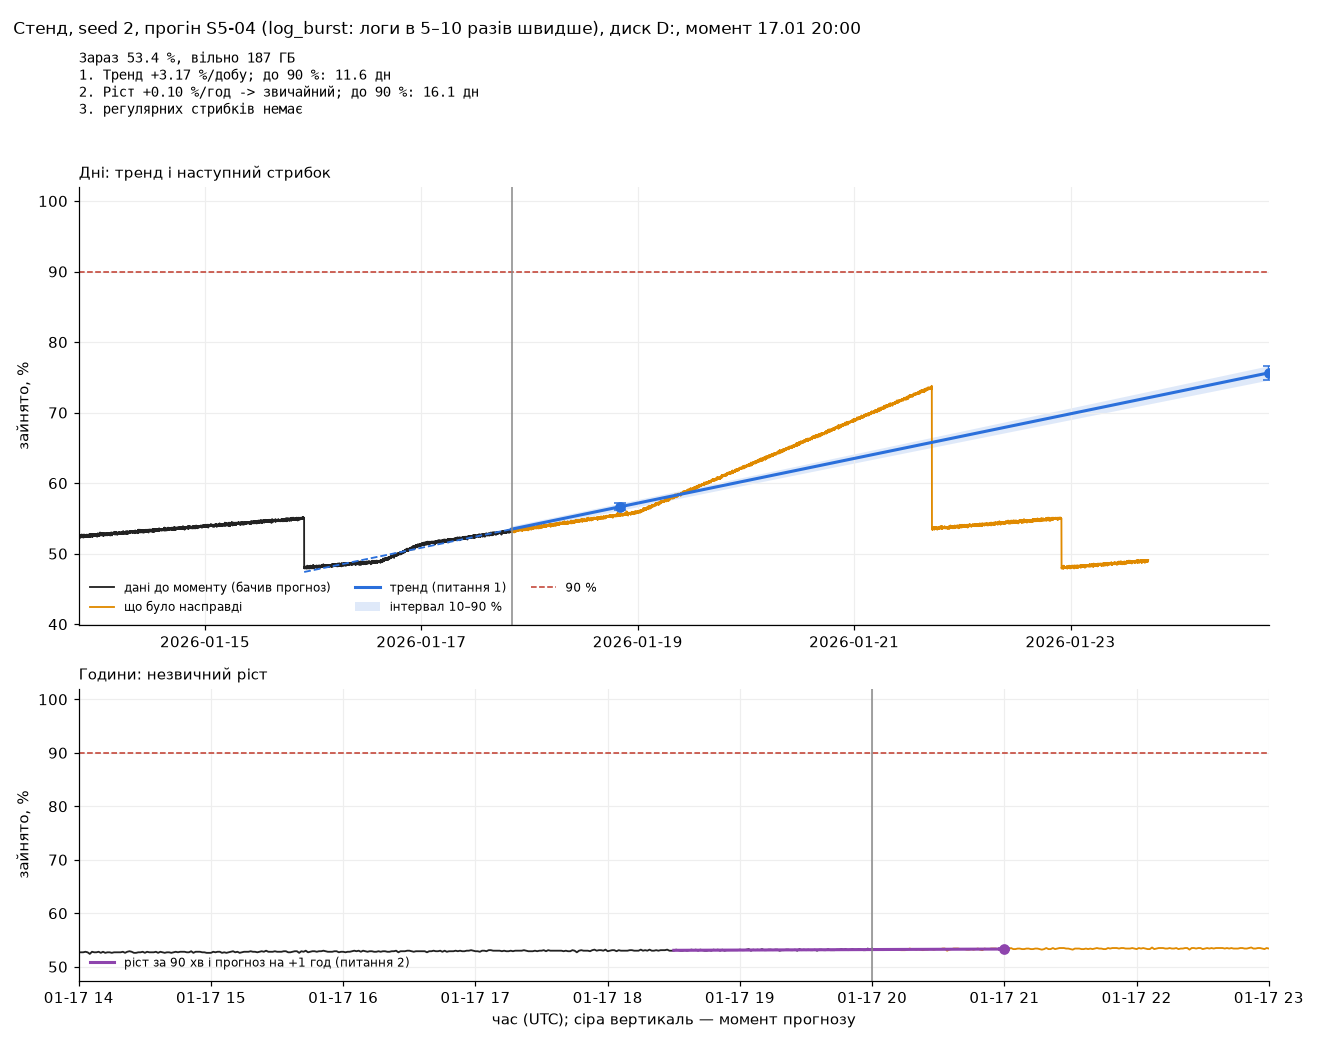 Стенд, seed 2, прогін S5-04 (log_burst: логи в 5–10 разів швидше), диск D:, момент 17.01 20:00
Зараз 53.4 %, вільно 187 ГБ
1. Тренд +3.17 %/добу; до 90 %: 11.6 дн
2. Ріст +0.10 %/год -> звичайний; до 90 %: 16.1 дн
3. регулярних стрибків немає
Дні: тренд і наступний стрибок
100
90
80
70
60
50
40
зайнято, %
дані до моменту (бачив прогноз)
що було насправді
тренд (питання 1)
інтервал 10–90 %
90 %
2026-01-15
2026-01-17
2026-01-19
2026-01-21
2026-01-23
Години: незвичний ріст
100
90
80
70
60
50
зайнято, %
ріст за 90 хв і прогноз на +1 год (питання 2)
01-17 14
01-17 15
01-17 16
01-17 17
01-17 18
01-17 19
01-17 20
01-17 21
01-17 22
01-17 23
час (UTC); сіра вертикаль — момент прогнозу